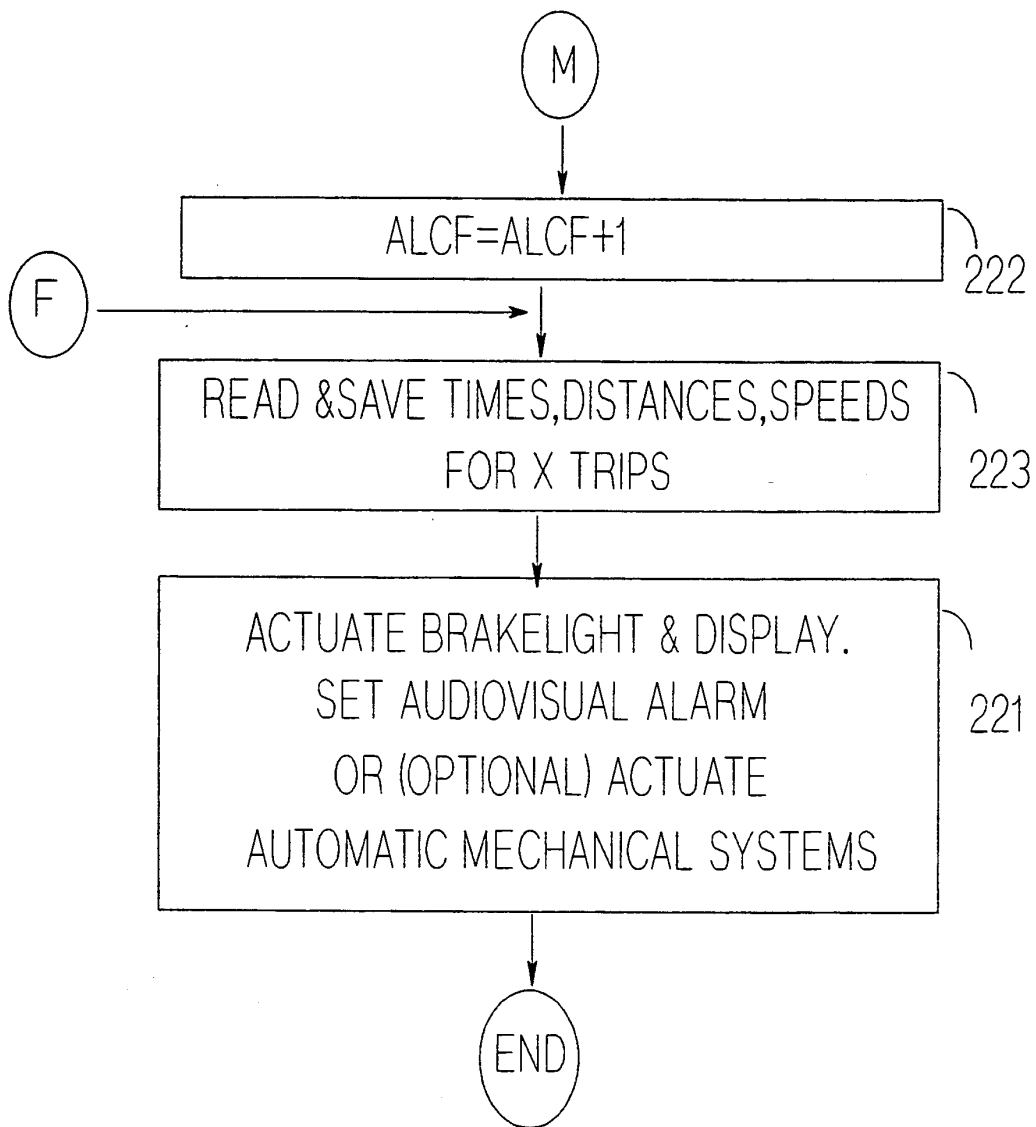 M
ALCF=ALCF+1
222
F
READ &SAVE TIMES,DISTANCES,SPEEDS
FOR X TRIPS
223
ACTUATE BRAKELIGHT & DISPLAY.
SET AUDIOVISUAL ALARM
OR (OPTIONAL) ACTUATE
AUTOMATIC MECHANICAL SYSTEMS
221
END